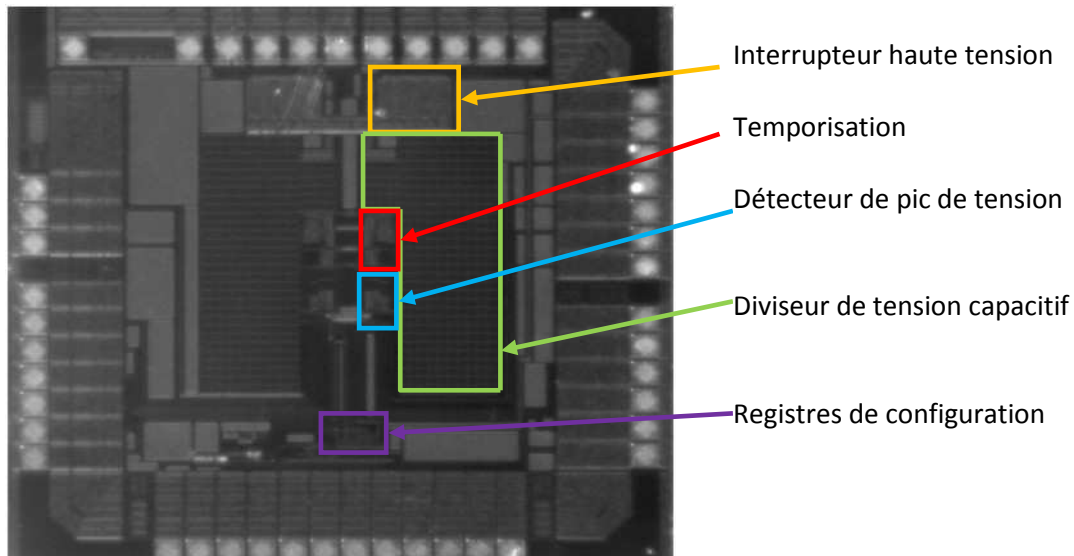 Interrupteur haute tension
Temporisation
Détecteur de pic de tension
Diviseur de tension capacitif
Registres de configuration